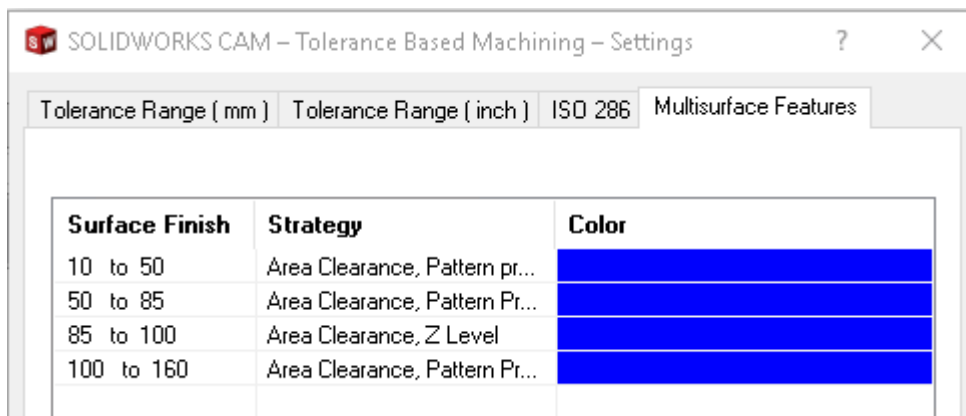 SW SOLIDWORKS CAM – Tolerance Based Machining – Settings ? ×
Tolerance Range ( mm ) Tolerance Range ( inch ) ISO 286 Multisurface Features
Surface Finish Strategy Color
10 to 50 Area Clearance, Pattern pr...
50 to 85 Area Clearance, Pattern Pr...
85 to 100 Area Clearance, Z Level
100 to 160 Area Clearance, Pattern Pr...